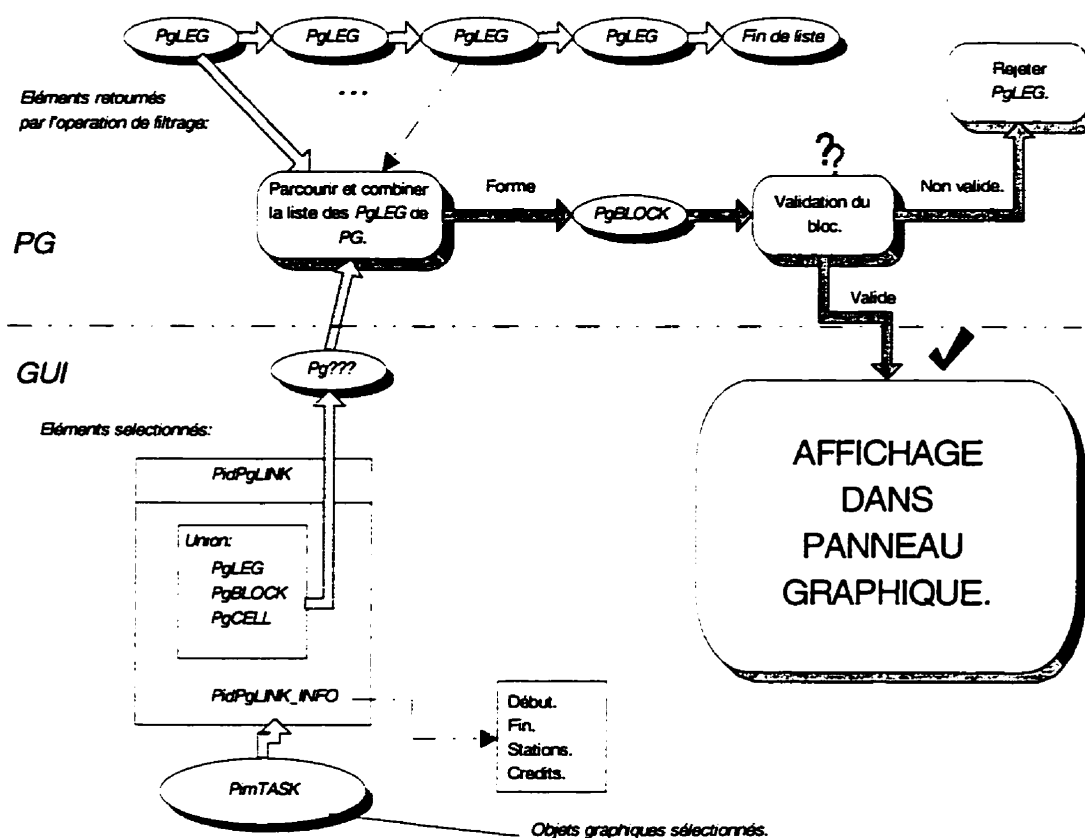 PgLEG
PgLEG
PgLEG
PgLEG
Fin de liste
Rejeter
PgLEG.
...
Eléments retournés
par l'operation de filtrage:
??
Parcourir et combiner
la liste des PgLEG de
PG.
Forme
PgBLOCK
Validation du
bloc.
Non valide.
PG
Valide
GUI
Pg???
Eléments selectionnés:
PidPgLINK
Union:
PgLEG
PgBLOCK
PgCELL
AFFICHAGE
DANS
PANNEAU
GRAPHIQUE.
PidPgLINK_INFO
Début.
Fin.
Stations.
Credits.
PimTASK
Objets graphiques sélectionnés.